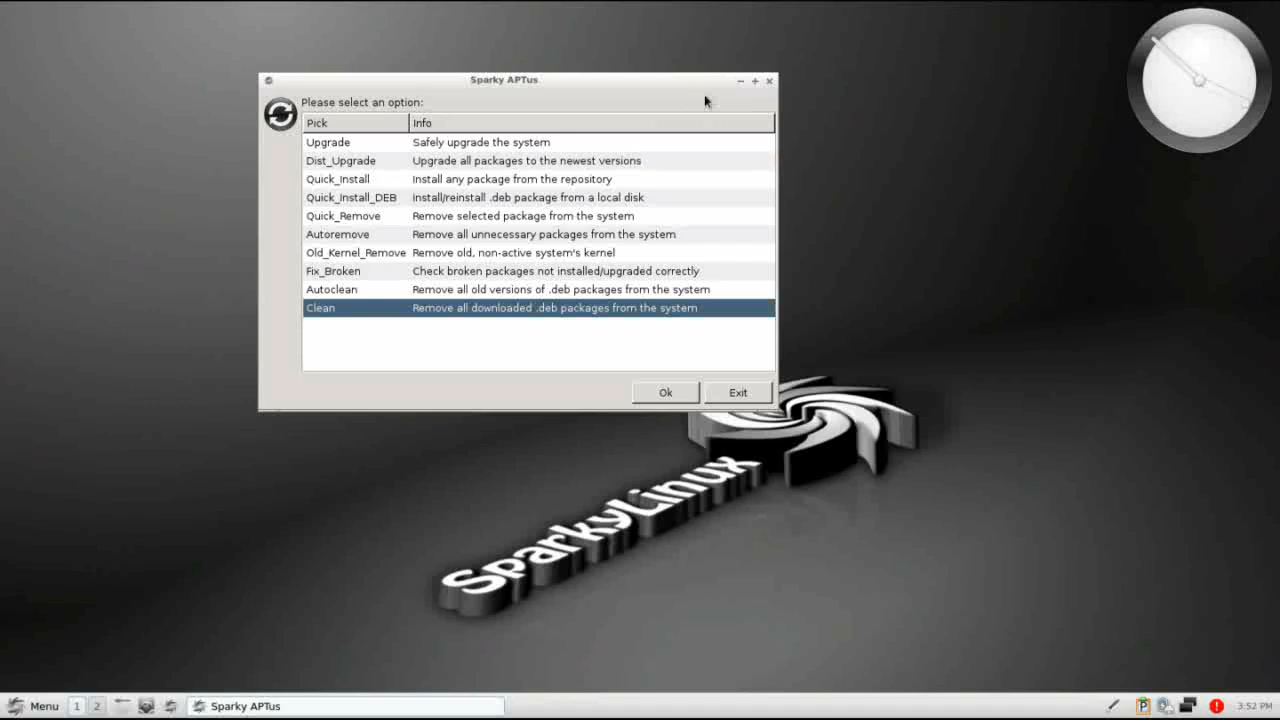 Sparky APTus
Please select an option:
Pick Info
Upgrade Safely upgrade the system
Dist_Upgrade Upgrade all packages to the newest versions
Quick_Install Install any package from the repository
Quick_Install_DEB Install/reinstall .deb package from a local disk
Quick_Remove Remove selected package from the system
Autoremove Remove all unnecessary packages from the system
Old_Kernel_Remove Remove old, non-active system's kernel
Fix_Broken Check broken packages not installed/upgraded correctly
Autoclean Remove all old versions of .deb packages from the system
Clean Remove all downloaded .deb packages from the system
Ok Exit
SparkyLinux
Menu 1 2 Sparky APTus P 3:52 PM